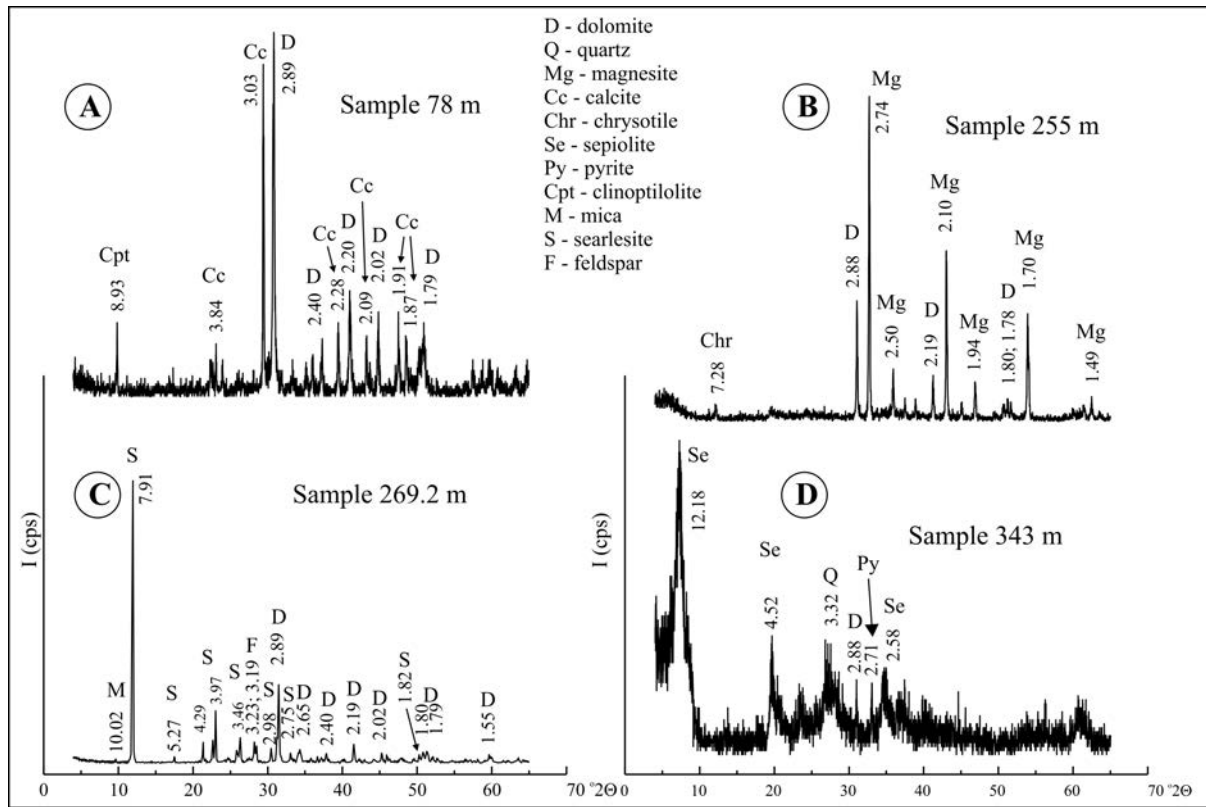 D - dolomite
Q - quartz
Mg - magnesite
Cc - calcite
Chr - chrysotile
Se - sepiolite
Py - pyrite
Cpt - clinoptilolite
M - mica
S - searlesite
F - feldspar
A
Sample 78 m
Cpt
8.93
Cc
3.84
Cc
3.03
D
2.89
D
2.40
Cc
2.28
D
2.20
Cc
2.09
D
2.02
Cc
1.91
1.87
D
1.79
B
Sample 255 m
Chr
7.28
D
2.88
Mg
2.74
Mg
2.50
D
2.19
Mg
2.10
Mg
1.94
D
1.80; 1.78
Mg
1.70
Mg
1.49
C
Sample 269.2 m
I (cps)
M
10.02
S
7.91
S
5.27
4.29
S
3.97
S
3.46
F
3.23; 3.19
S
2.98
D
2.89
S
2.75
D
2.65
D
2.40
D
2.19
D
2.02
S
1.82
1.80
D
1.79
D
1.55
0 10 20 30 40 50 60 70 °2Θ
D
Sample 343 m
I (cps)
Se
12.18
Se
4.52
Q
3.32
D
2.88
Py
2.71
Se
2.58
0 10 20 30 40 50 60 70 °2Θ